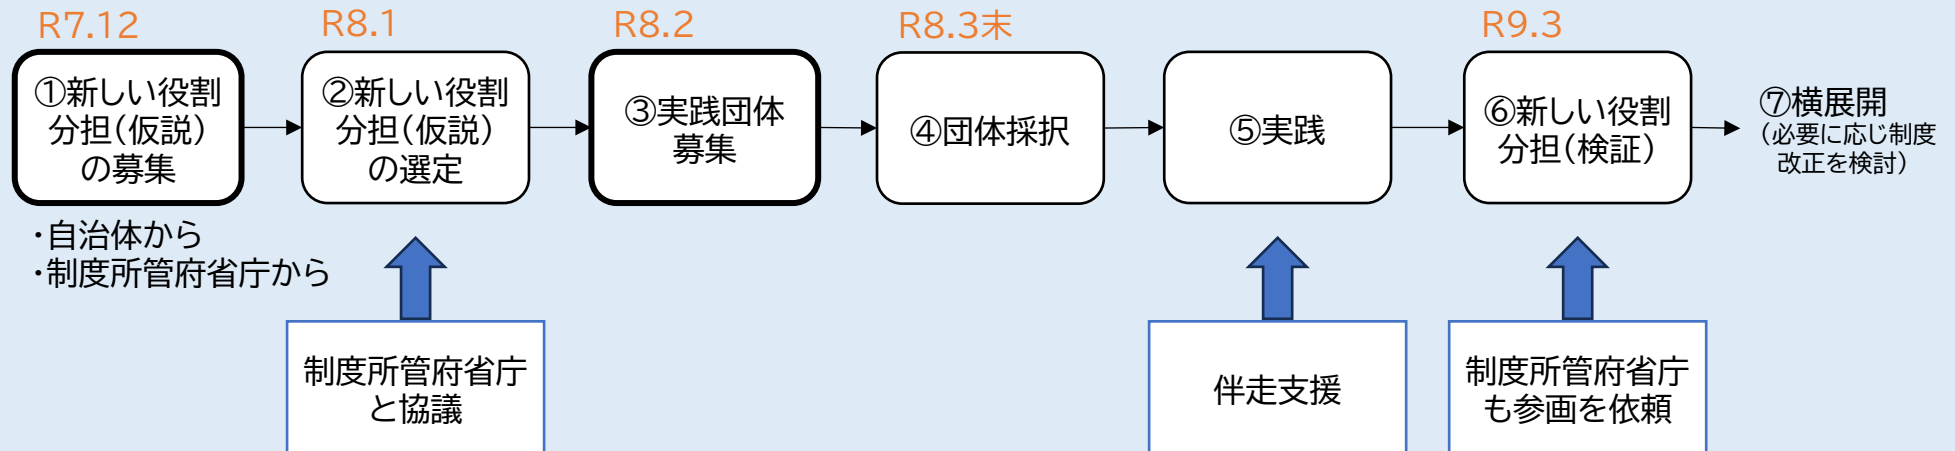 R7.12
R8.1
R8.2
R8.3末
R9.3
①新しい役割
分担(仮説)
の募集
②新しい役割
分担(仮説)
の選定
③実践団体
募集
④団体採択
⑤実践
⑥新しい役割
分担(検証)
⑦横展開
(必要に応じ制度
改正を検討)
・自治体から
・制度所管府省庁から
制度所管府省庁
と協議
伴走支援
制度所管府省庁
も参画を依頼